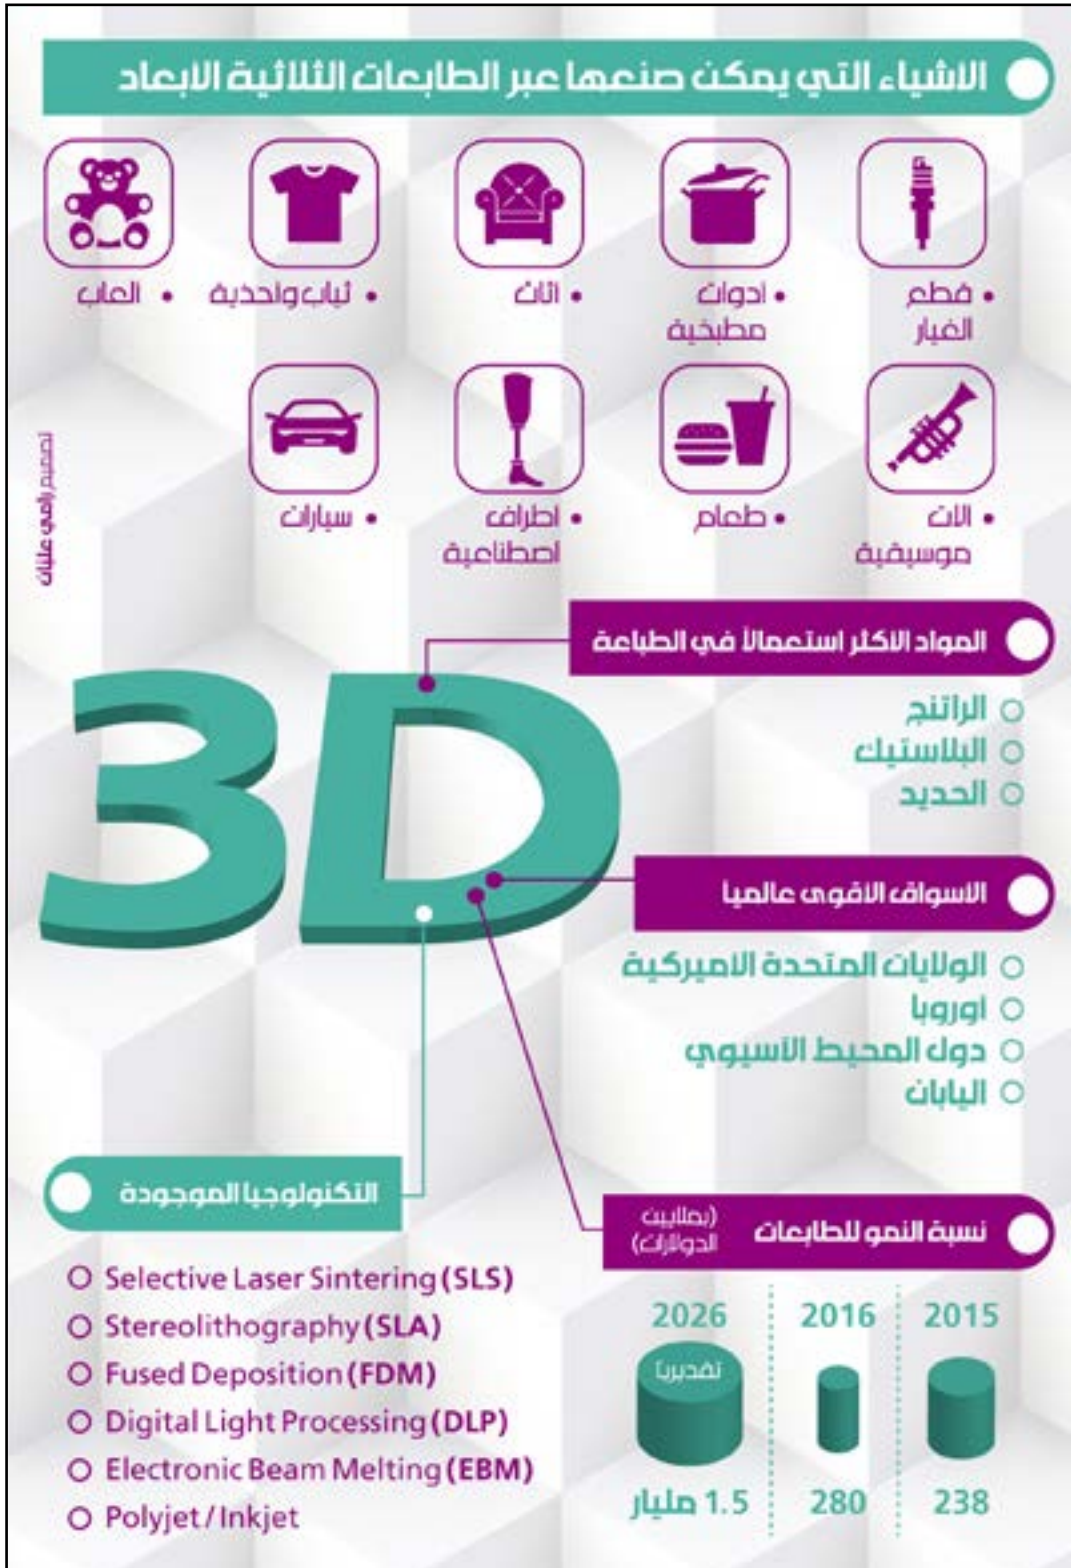 الاشياء التي يمكن صنعها عبر الطابعات الثلاثية الابعاد
• قطع
الغيار
• ادوات
مطبخية
• اثاث
• ثياب واحذية
• العاب
• الات
موسيقية
• طعام
• اطراف
اصطناعية
• سيارات
تصميم رامي عليان
المواد الاكثر استعمالاً في الطباعة
الراتنج
البلاستيك
الحديد
3D
الاسواق الاقوى عالمياً
الولايات المتحدة الاميركية
اوروبا
دول المحيط الآسيوي
اليابان
التكنولوجيا الموجودة
Selective Laser Sintering (SLS)
Stereolithography (SLA)
Fused Deposition (FDM)
Digital Light Processing (DLP)
Electronic Beam Melting (EBM)
Polyjet / Inkjet
نسبة النمو للطابعات (بملايين
الدولارات)
2015 2016 2026
تقديرياً
238 280 1.5 مليار